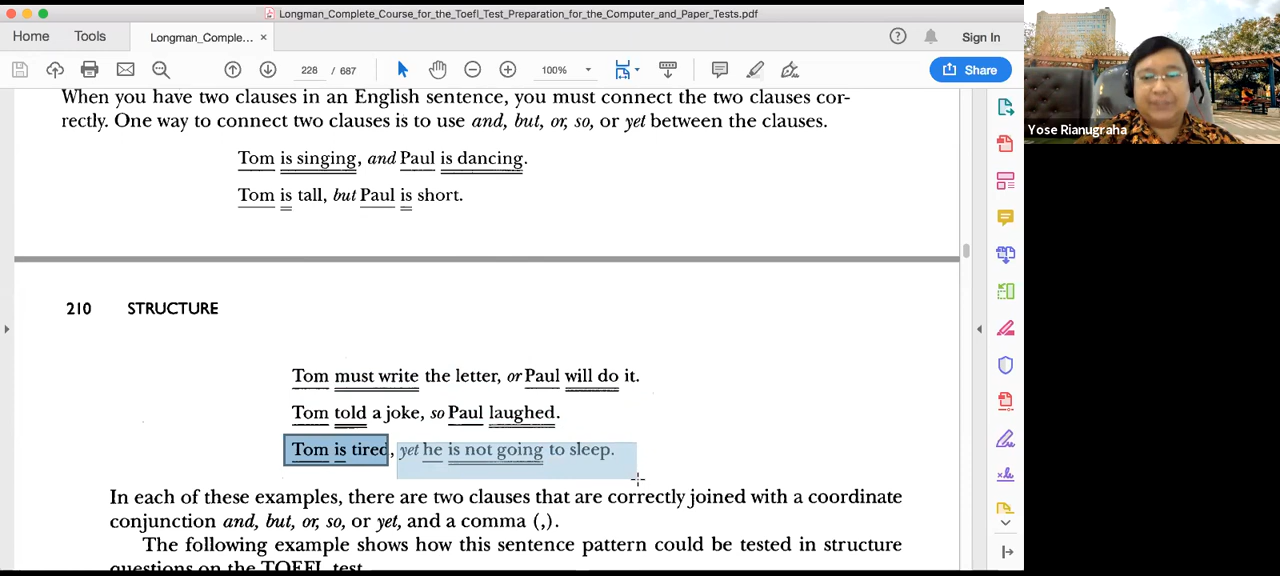 Longman_Complete_Course_for_the_Toefl_Test_Preparation_for_the_Computer_and_Paper_Tests.pdf
Home Tools Longman_Comple... × Sign In
228 / 687 100% Share
When you have two clauses in an English sentence, you must connect the two clauses cor-
rectly. One way to connect two clauses is to use and, but, or, so, or yet between the clauses.
Tom is singing, and Paul is dancing.
Tom is tall, but Paul is short.
210 STRUCTURE
Tom must write the letter, or Paul will do it.
Tom told a joke, so Paul laughed.
Tom is tired, yet he is not going to sleep.
In each of these examples, there are two clauses that are correctly joined with a coordinate
conjunction and, but, or, so, or yet, and a comma (,).
The following example shows how this sentence pattern could be tested in structure
questions on the TOEFL test.
Yose Rianugraha